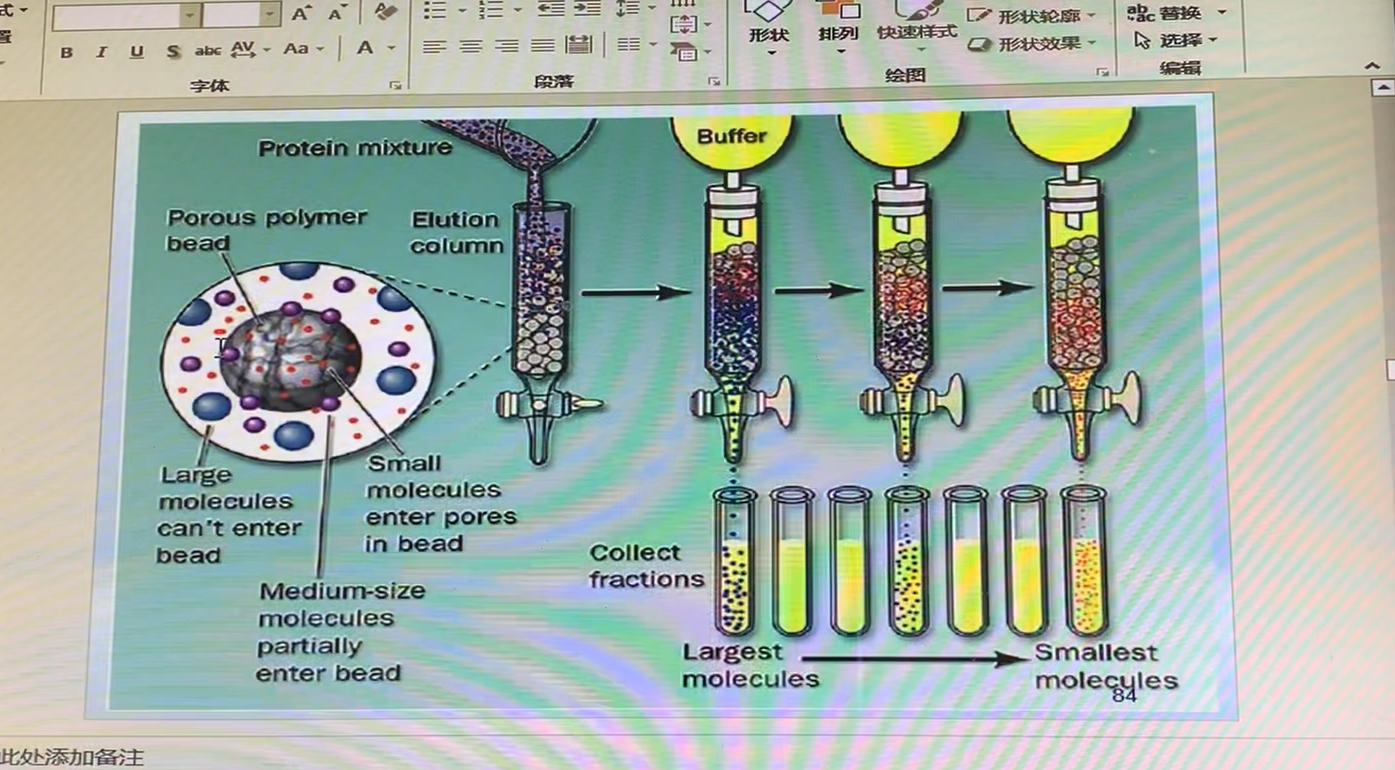 B I U S abc AV Aa A
字体
段落
形状
排列
快速样式
形状轮廓
形状效果
绘图
abac 替换
选择
编辑
Protein mixture
Buffer
Porous polymer
bead
Elution
column
Large
molecules
can't enter
bead
Small
molecules
enter pores
in bead
Medium-size
molecules
partially
enter bead
Collect
fractions
Largest
molecules
Smallest
molecules
84
此处添加备注